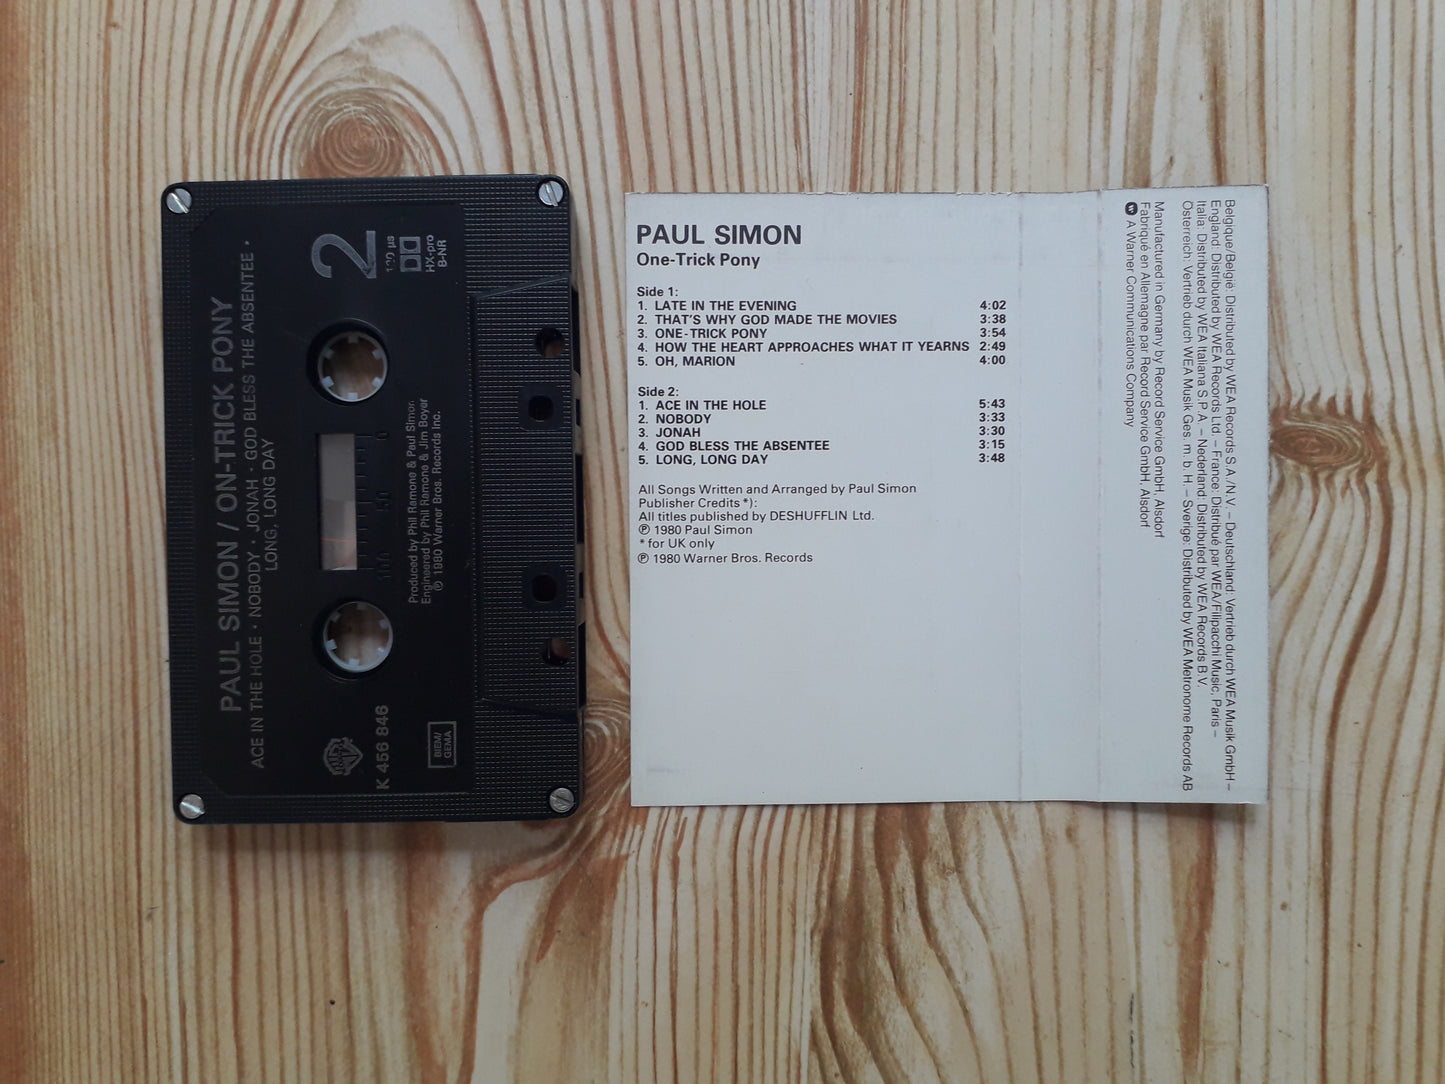 PAUL SIMON / ON-TRICK PONY
ACE IN THE HOLE · NOBODY · JONAH · GOD BLESS THE ABSENTEE ·
LONG, LONG DAY
2
120 µs
HX-pro
B-NR
K 456 846
Produced by Phil Ramone & Paul Simon.
Engineered by Phil Ramone & Jim Boyer
℗ 1980 Warner Bros. Records Inc.
BIEM/
GEMA
0
50
100
PAUL SIMON
One-Trick Pony
Side 1:
1. LATE IN THE EVENING 4:02
2. THAT'S WHY GOD MADE THE MOVIES 3:38
3. ONE-TRICK PONY 3:54
4. HOW THE HEART APPROACHES WHAT IT YEARNS 2:49
5. OH, MARION 4:00
Side 2:
1. ACE IN THE HOLE 5:43
2. NOBODY 3:33
3. JONAH 3:30
4. GOD BLESS THE ABSENTEE 3:15
5. LONG, LONG DAY 3:48
All Songs Written and Arranged by Paul Simon
Publisher Credits *):
All titles published by DESHUFFLIN Ltd.
℗ 1980 Paul Simon
* for UK only
℗ 1980 Warner Bros. Records
Belgique/België: Distributed by WEA Records S.A./N.V. – Deutschland: Vertrieb durch WEA Musik GmbH –
England: Distributed by WEA Records Ltd. – France: Distribué par WEA/Filipacchi Music, Paris –
Italia: Distributed by WEA Italiana S.P.A. – Nederland: Distributed by WEA Records B.V.
Österreich: Vertrieb durch WEA Musik Ges. m. b. H. – Sverige: Distributed by WEA Metronome Records AB
Manufactured in Germany by Record Service GmbH, Alsdorf
Fabriqué en Allemagne par Record Service GmbH, Alsdorf
A Warner Communications Company